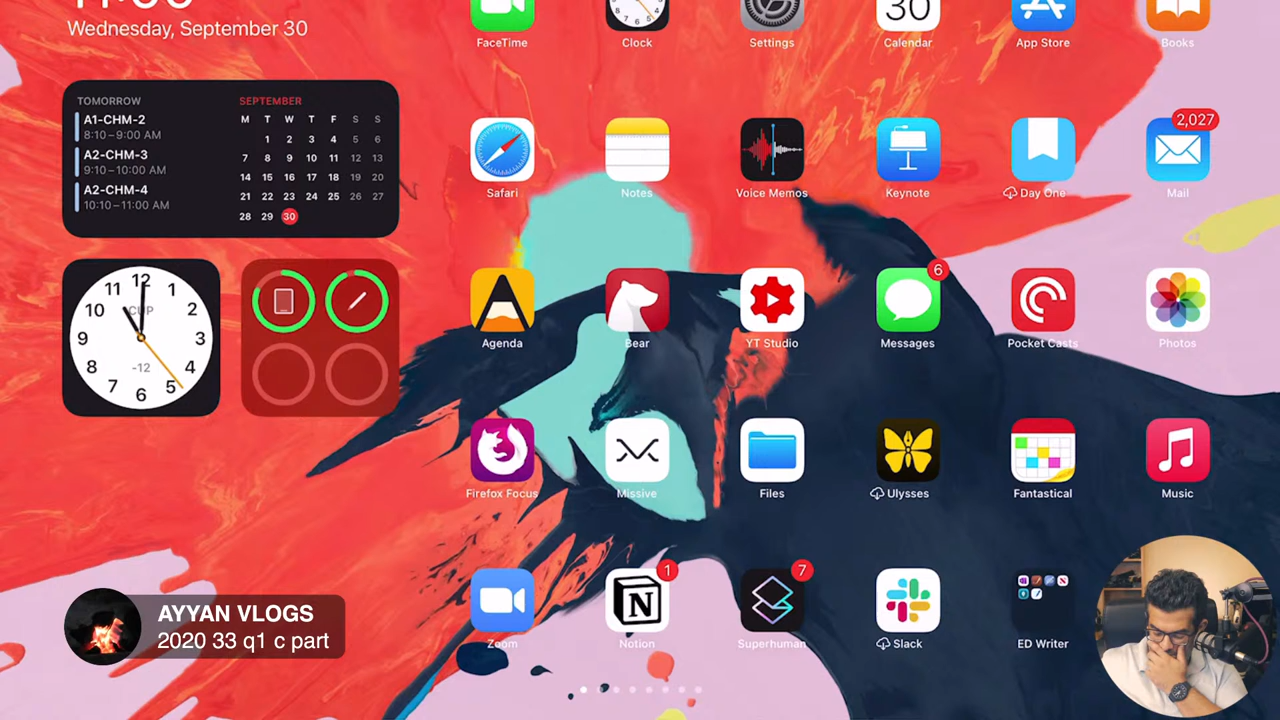 Wednesday, September 30
FaceTime
Clock
Settings
30
Calendar
App Store
Books
TOMORROW
A1-CHM-2
8:10–9:00 AM
A2-CHM-3
9:10–10:00 AM
A2-CHM-4
10:10–11:00 AM
SEPTEMBER
M T W T F S S
1 2 3 4 5 6
7 8 9 10 11 12 13
14 15 16 17 18 19 20
21 22 23 24 25 26 27
28 29 30
2,027
Safari
Notes
Voice Memos
Keynote
Day One
Mail
12
1
2
3
4
5
6
7
8
9
10
11
CUP
-12
6
Agenda
Bear
YT Studio
Messages
Pocket Casts
Photos
Firefox Focus
Missive
Files
Ulysses
Fantastical
Music
1
7
N
Zoom
Notion
Superhuman
Slack
ED Writer
AYYAN VLOGS
2020 33 q1 c part